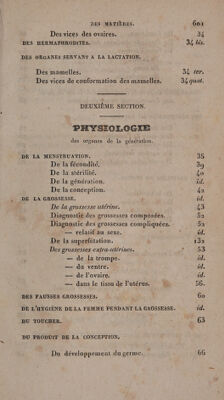 DES MATIÈRES. 601
Des vices des ovaires. 34
DES HERMAPHRODITES. 34 bis.
DES ORGANES SERVANT A LA LACTATION.
Des mamelles. 34 ter.
Des vices de conformation des mamelles. 34 quat.
DEUXIÈME SECTION.
PHYSIOLOGIE
des organes de la génération.
DE LA MENSTRUATION. 35
De la fécondité. 39
De la stérilité. 40
De la génération. id.
De la conception. 42
DE LA GROSSESSE. id.
De la grossesse utérine. 43
Diagnostic des grossesses composées. 52
Diagnostic des grossesses compliquées. 52
— relatif au sexe. id.
De la superfétation. 132
Des grossesses extra-utérines. 53
— de la trompe. id.
— du ventre. id.
— de l'ovaire. id.
— dans le tissu de l'utérus. 56.
DES FAUSSES GROSSESSES. 60
DE L'HYGIÈNE DE LA FEMME PENDANT LA GROSSESSE. id.
DU TOUCHER. 63
DU PRODUIT DE LA CONCEPTION.
Du développement du germe. 66